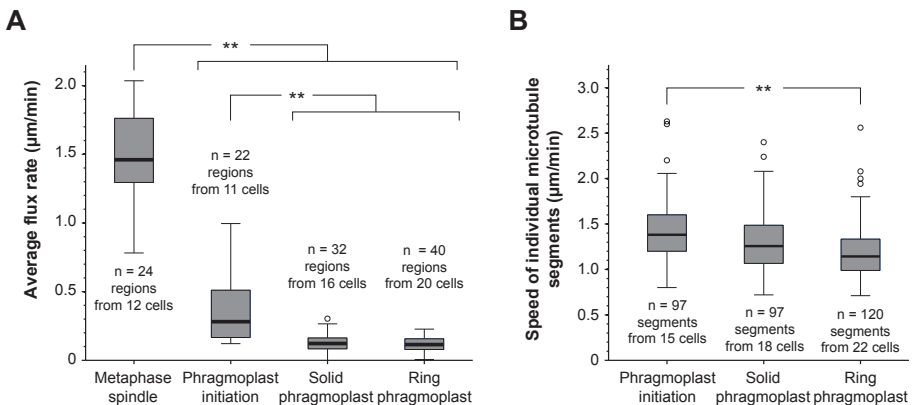 A
Average flux rate (µm/min)
2.0
1.5
1.0
0.5
0
**
**
n = 24
regions
from 12 cells
n = 22
regions
from 11 cells
n = 32
regions
from 16 cells
n = 40
regions
from 20 cells
Metaphase
spindle
Phragmoplast
initiation
Solid
phragmoplast
Ring
phragmoplast
B
Speed of individual microtubule
segments (µm/min)
3.0
2.5
2.0
1.5
1.0
0.5
0
**
n = 97
segments
from 15 cells
n = 97
segments
from 18 cells
n = 120
segments
from 22 cells
Phragmoplast
initiation
Solid
phragmoplast
Ring
phragmoplast